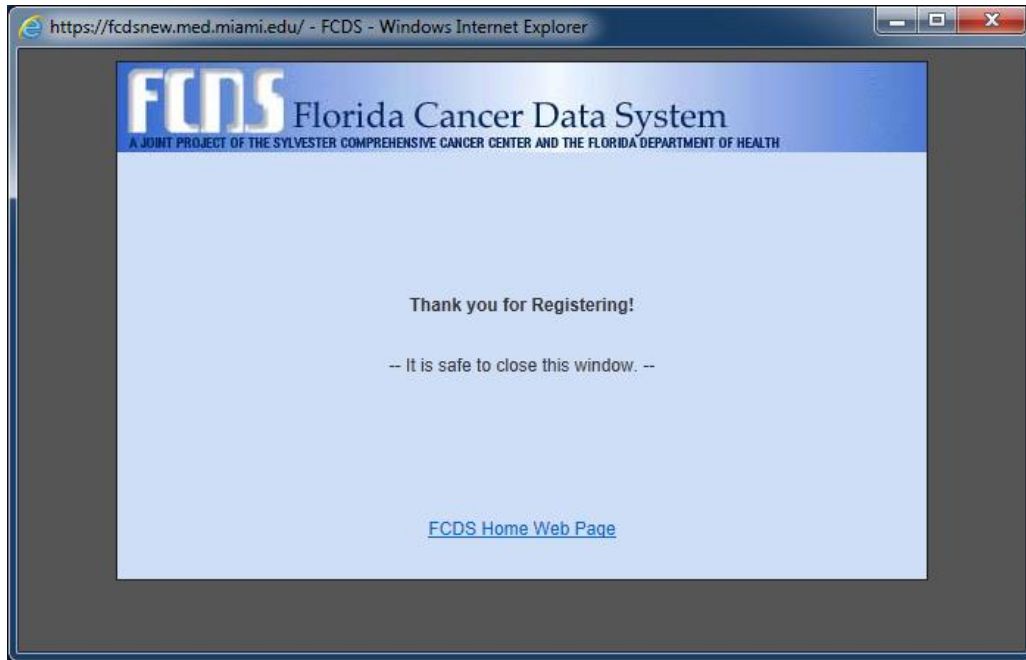 https://fcdsnew.med.miami.edu/ - FCDS - Windows Internet Explorer
FCDS Florida Cancer Data System
A JOINT PROJECT OF THE SYLVESTER COMPREHENSIVE CANCER CENTER AND THE FLORIDA DEPARTMENT OF HEALTH
Thank you for Registering!
-- It is safe to close this window. --
FCDS Home Web Page